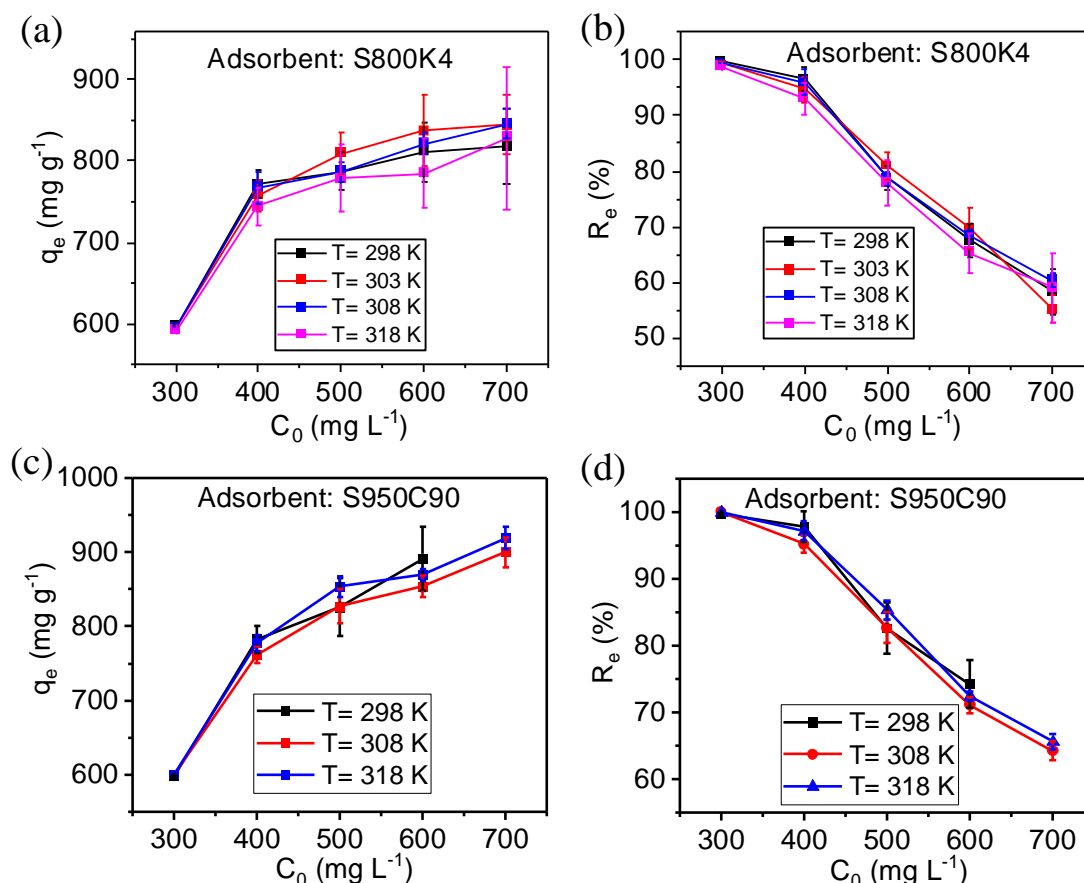 (a)
Adsorbent: S800K4
900
800
700
600
qe (mg g-1)
T= 298 K
T= 303 K
T= 308 K
T= 318 K
300 400 500 600 700
C0 (mg L-1)
(b)
Adsorbent: S800K4
100
90
80
70
60
50
Re (%)
T= 298 K
T= 303 K
T= 308 K
T= 318 K
300 400 500 600 700
C0 (mg L-1)
(c)
Adsorbent: S950C90
1000
900
800
700
600
qe (mg g-1)
T= 298 K
T= 308 K
T= 318 K
300 400 500 600 700
C0 (mg L-1)
(d)
Adsorbent: S950C90
100
90
80
70
60
Re (%)
T= 298 K
T= 308 K
T= 318 K
300 400 500 600 700
C0 (mg L-1)